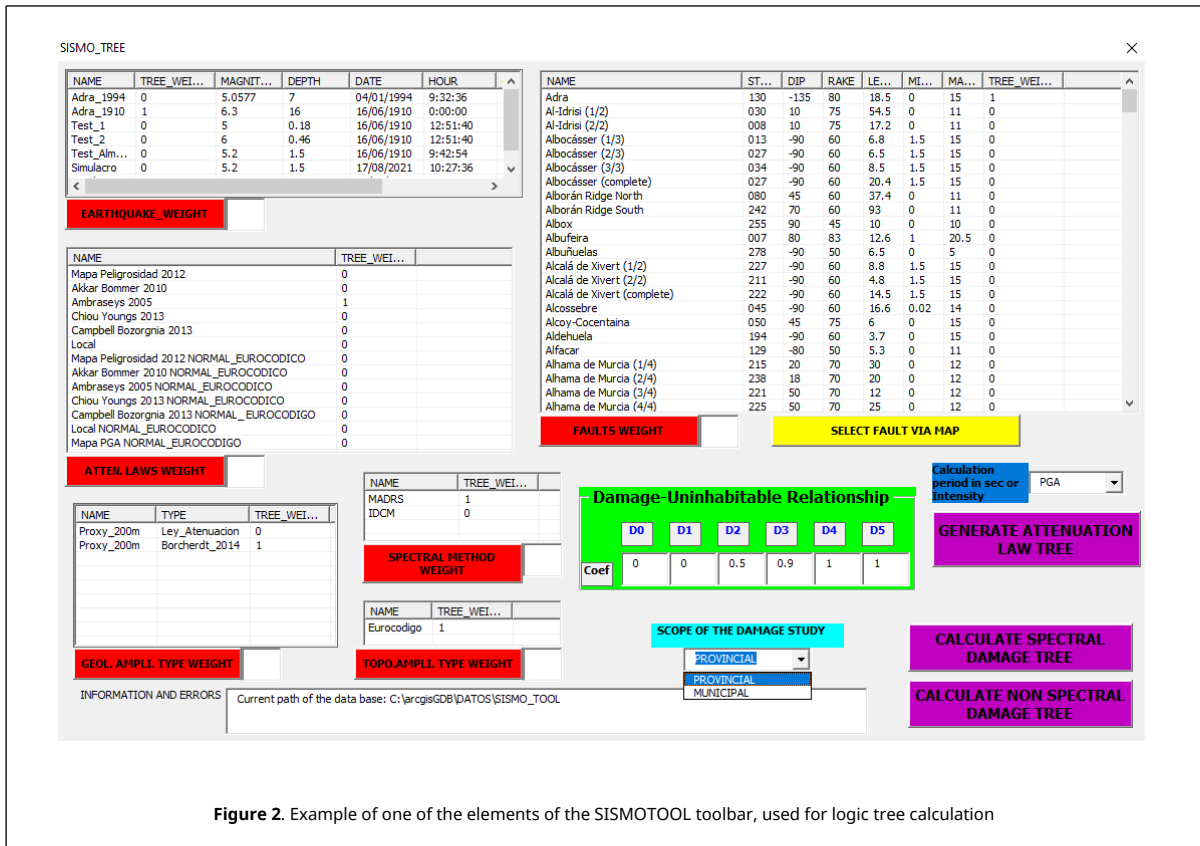 SISMO_TREE
NAME TREE_WEI... MAGNIT... DEPTH DATE HOUR
Adra_1994 0 5.0577 7 04/01/1994 9:32:36
Adra_1910 1 6.3 16 16/06/1910 0:00:00
Test_1 0 5 0.18 16/06/1910 12:51:40
Test_2 0 6 0.46 16/06/1910 12:51:40
Test_Alm... 0 5.2 1.5 16/06/1910 9:42:54
Simulacro 0 5.2 1.5 17/08/2021 10:27:36
EARTHQUAKE_WEIGHT
NAME ST... DIP RAKE LE... MI... MA... TREE_WEI...
Adra 130 -135 80 18.5 0 15 1
Al-Idrisi (1/2) 030 10 75 54.5 0 11 0
Al-Idrisi (2/2) 008 10 75 17.2 0 11 0
Albocásser (1/3) 013 -90 60 6.8 1.5 15 0
Albocásser (2/3) 027 -90 60 6.5 1.5 15 0
Albocásser (3/3) 034 -90 60 8.5 1.5 15 0
Albocásser (complete) 027 -90 60 20.4 1.5 15 0
Alborán Ridge North 080 45 60 37.4 0 11 0
Alborán Ridge South 242 70 60 93 0 11 0
Albox 255 90 45 10 0 10 0
Albufeira 007 80 83 12.6 1 20.5 0
Albuñuelas 278 -90 50 6.5 0 5 0
Alcalá de Xivert (1/2) 227 -90 60 8.8 1.5 15 0
Alcalá de Xivert (2/2) 211 -90 60 4.8 1.5 15 0
Alcalá de Xivert (complete) 222 -90 60 14.5 1.5 15 0
Alcossebre 045 -90 60 16.6 0.02 14 0
Alcoy-Cocentaina 050 45 75 6 0 15 0
Aldehuela 194 -90 60 3.7 0 15 0
Alfacar 129 -80 50 5.3 0 11 0
Alhama de Murcia (1/4) 215 20 70 30 0 12 0
Alhama de Murcia (2/4) 238 18 70 20 0 12 0
Alhama de Murcia (3/4) 221 50 70 12 0 12 0
Alhama de Murcia (4/4) 225 50 70 25 0 12 0
FAULTS WEIGHT
SELECT FAULT VIA MAP
NAME TREE_WEI...
Mapa Peligrosidad 2012 0
Akkar Bommer 2010 0
Ambraseys 2005 1
Chiou Youngs 2013 0
Campbell Bozorgnia 2013 0
Local 0
Mapa Peligrosidad 2012 NORMAL_EUROCODICO 0
Akkar Bommer 2010 NORMAL_EUROCODICO 0
Ambraseys 2005 NORMAL_EUROCODICO 0
Chiou Youngs 2013 NORMAL_EUROCODICO 0
Campbell Bozorgnia 2013 NORMAL_EUROCODIGO 0
Local NORMAL_EUROCODICO 0
Mapa PGA NORMAL_EUROCODIGO 0
ATTEN. LAWS WEIGHT
NAME TYPE TREE_WEI...
Proxy_200m Ley_Atenuacion 0
Proxy_200m Borcherdt_2014 1
GEOL. AMPLI. TYPE WEIGHT
NAME TREE_WEI...
MADRS 1
IDCM 0
SPECTRAL METHOD
WEIGHT
NAME TREE_WEI...
Eurocodigo 1
TOPO.AMPLI. TYPE WEIGHT
Damage-Uninhabitable Relationship
D0 D1 D2 D3 D4 D5
Coef 0 0 0.5 0.9 1 1
SCOPE OF THE DAMAGE STUDY
PROVINCIAL
PROVINCIAL
MUNICIPAL
Calculation
period in sec or
Intensity
PGA
GENERATE ATTENUATION
LAW TREE
CALCULATE SPECTRAL
DAMAGE TREE
CALCULATE NON SPECTRAL
DAMAGE TREE
INFORMATION AND ERRORS
Current path of the data base: C:\arcgisGDB\DATOS\SISMO_TOOL
Figure 2. Example of one of the elements of the SISMOTOOL toolbar, used for logic tree calculation